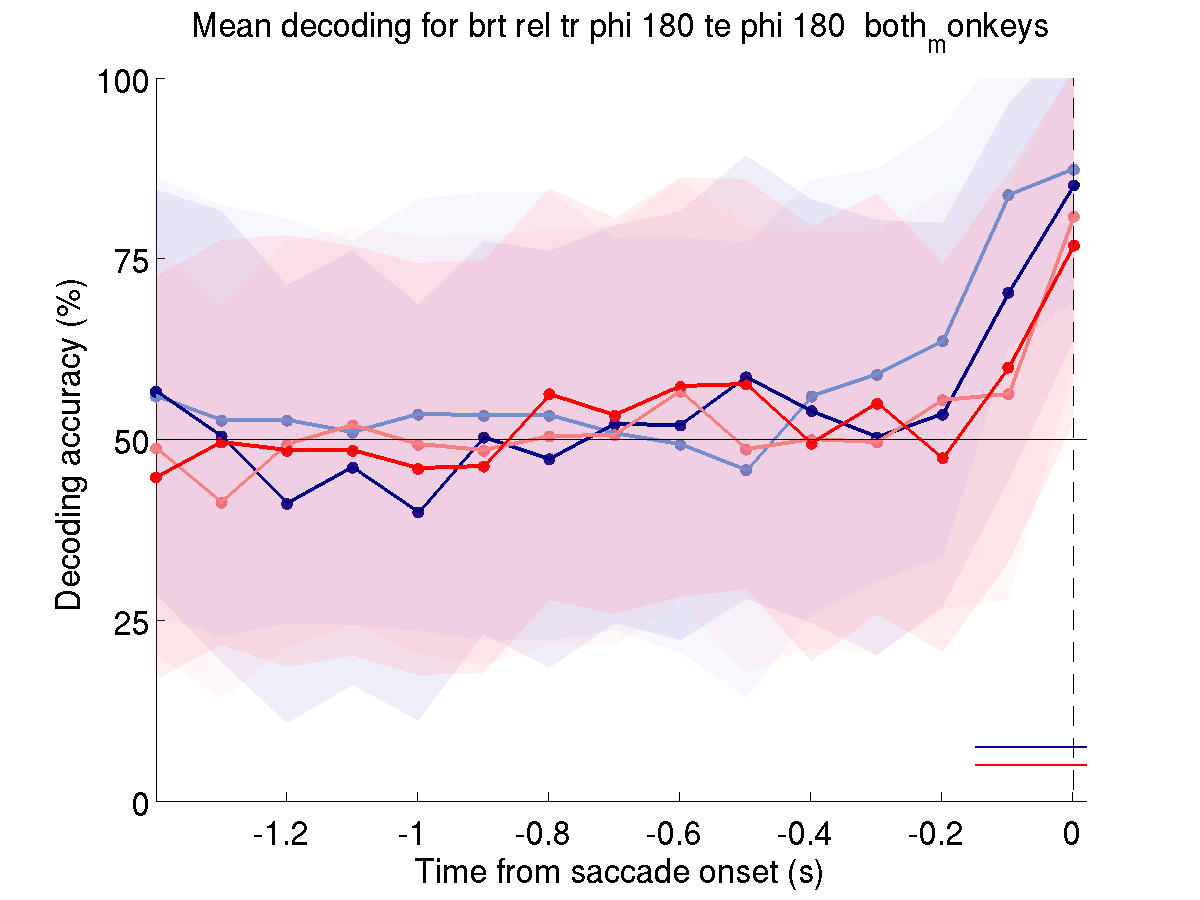 Mean decoding for brt rel tr phi 180 te phi 180 both_monkeys
100
75
50
25
0
Decoding accuracy (%)
-1.2 -1 -0.8 -0.6 -0.4 -0.2 0
Time from saccade onset (s)